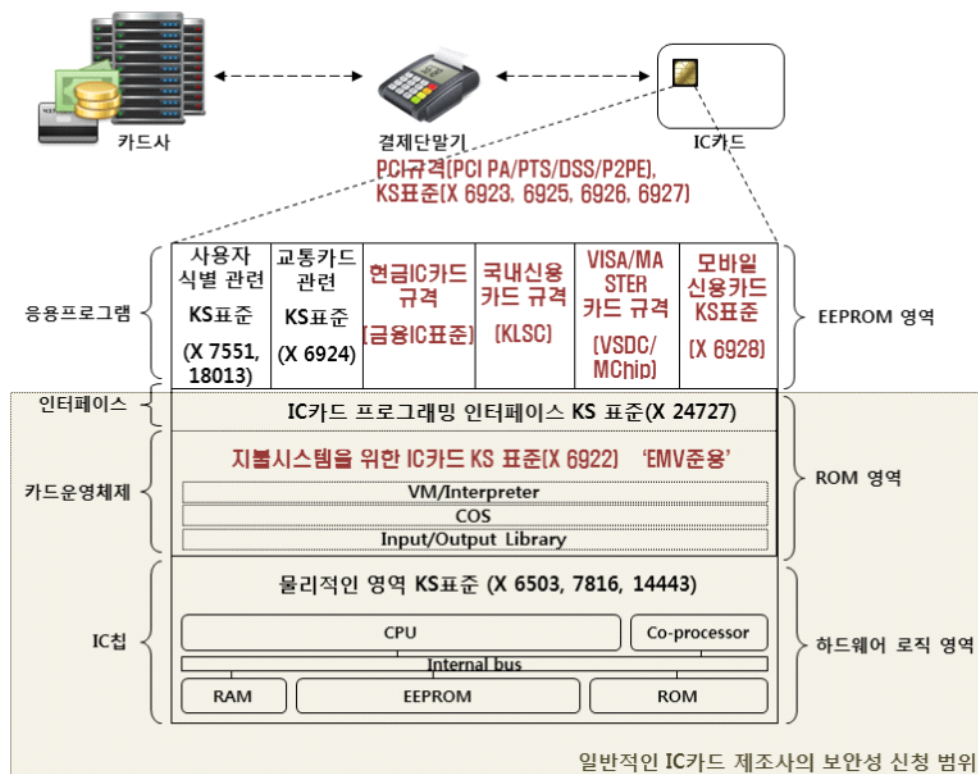 카드사
결제단말기
IC카드
PCI규격(PCI PA/PTS/DSS/P2PE),
KS표준(X 6923, 6925, 6926, 6927)
응용프로그램
사용자
식별 관련
KS표준
(X 7551,
18013)
교통카드
관련
KS표준
(X 6924)
현금IC카드
규격
(금융IC표준)
국내신용
카드 규격
(KLSC)
VISA/MA
STER
카드 규격
(VSDC/
MChip)
모바일
신용카드
KS표준
(X 6928)
EEPROM 영역
인터페이스
IC카드 프로그래밍 인터페이스 KS 표준(X 24727)
카드운영체제
지불시스템을 위한 IC카드 KS 표준(X 6922) ‘EMV준용’
VM/Interpreter
COS
Input/Output Library
ROM 영역
IC칩
물리적인 영역 KS표준 (X 6503, 7816, 14443)
CPU
Co-processor
Internal bus
RAM
EEPROM
ROM
하드웨어 로직 영역
일반적인 IC카드 제조사의 보안성 신청 범위